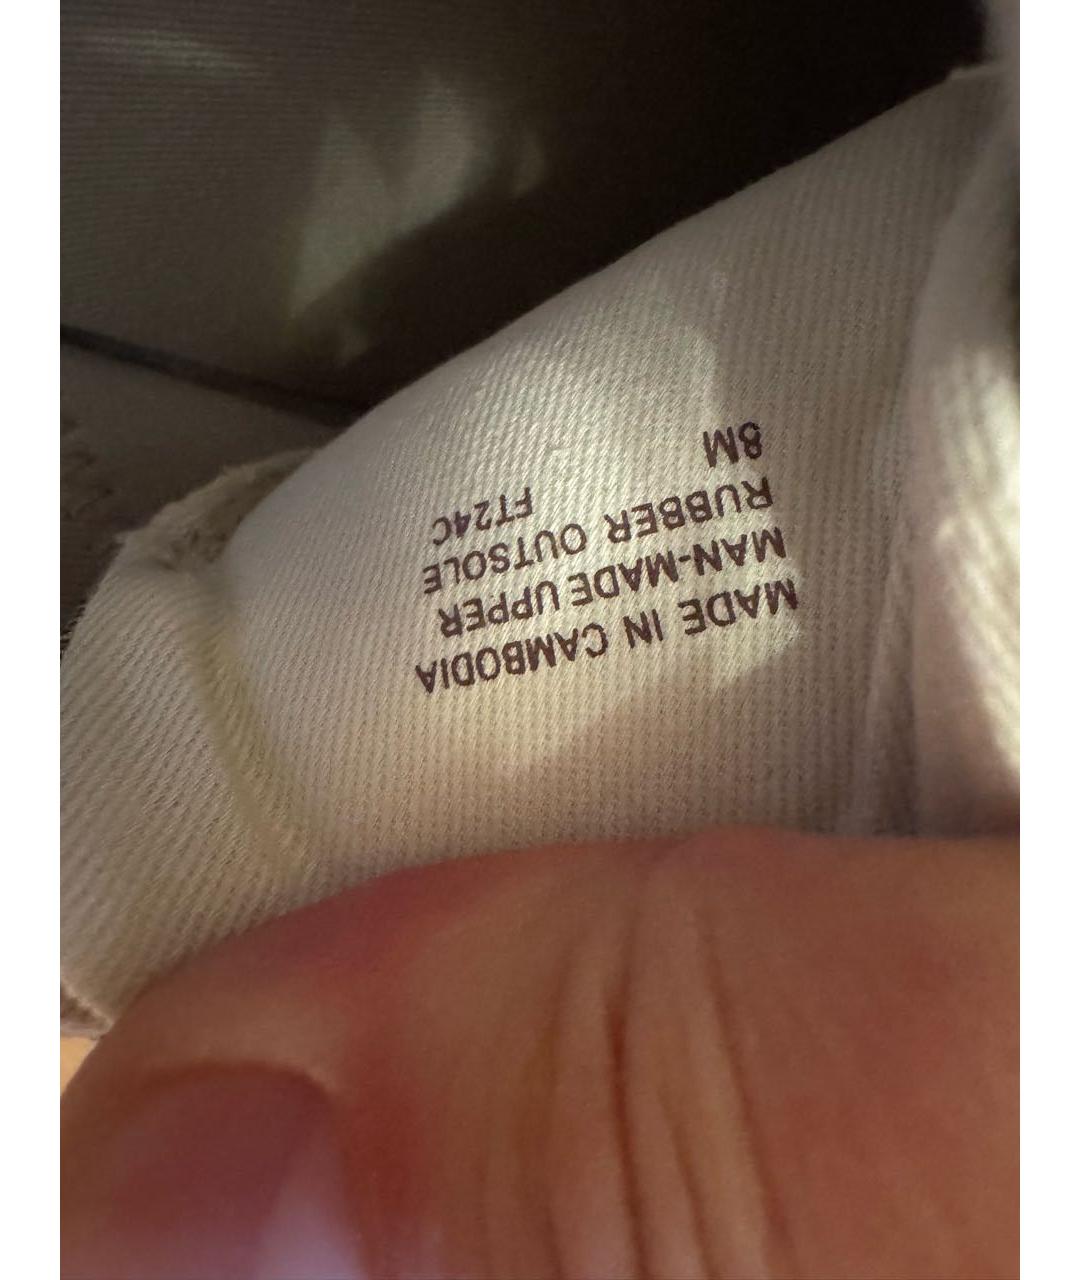 MADE IN CAMBODIA
MAN-MADE UPPER
RUBBER OUTSOLE
FT24C
8M